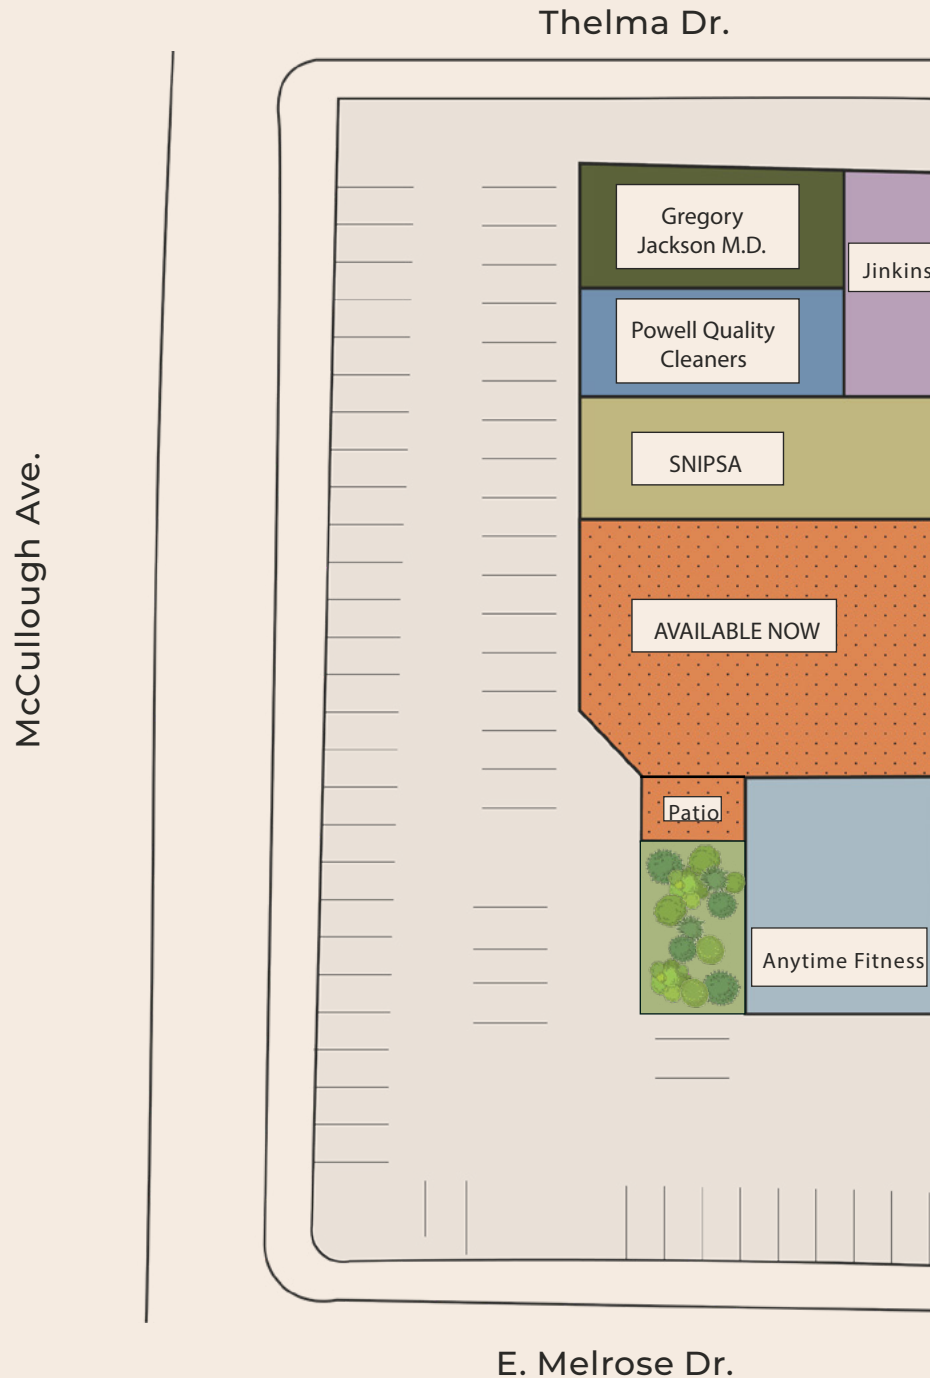 Thelma Dr.
Gregory
Jackson M.D.
Jinkins
Powell Quality
Cleaners
SNIPSA
McCullough Ave.
AVAILABLE NOW
Patio
Anytime Fitness
E. Melrose Dr.